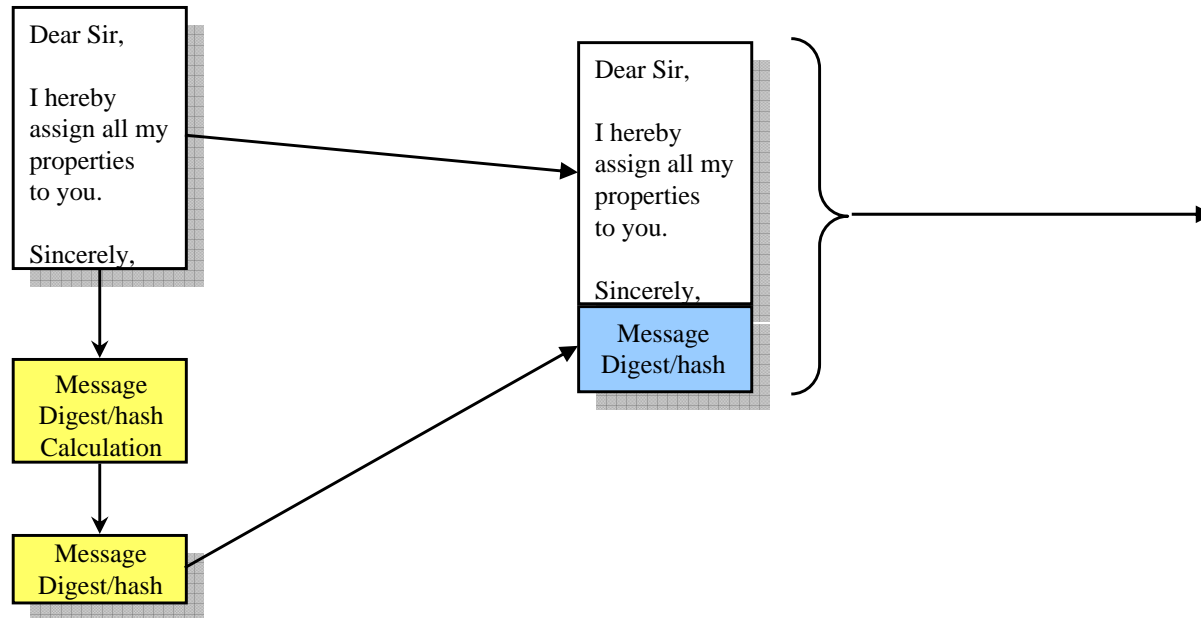 Dear Sir,
I hereby
assign all my
properties
to you.
Sincerely,
Message
Digest/hash
Calculation
Message
Digest/hash
Dear Sir,
I hereby
assign all my
properties
to you.
Sincerely,
Message
Digest/hash